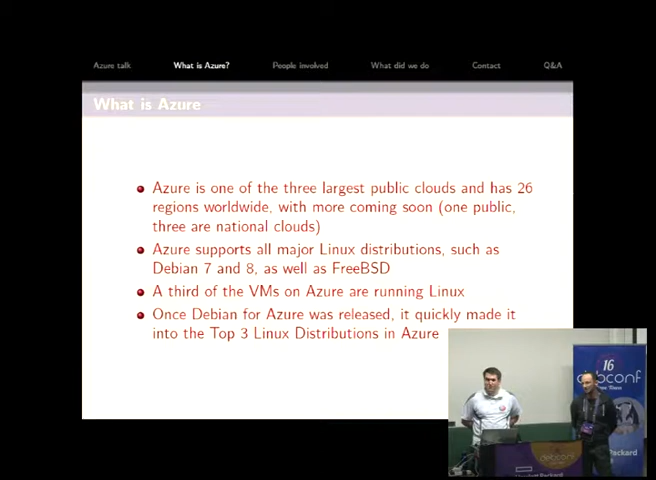 Azure talk
What is Azure?
People involved
What did we do
Contact
Q&A
What is Azure
Azure is one of the three largest public clouds and has 26
regions worldwide, with more coming soon (one public,
three are national clouds)
Azure supports all major Linux distributions, such as
Debian 7 and 8, as well as FreeBSD
A third of the VMs on Azure are running Linux
Once Debian for Azure was released, it quickly made it
into the Top 3 Linux Distributions in Azure
16
debconf
debconf
Packard